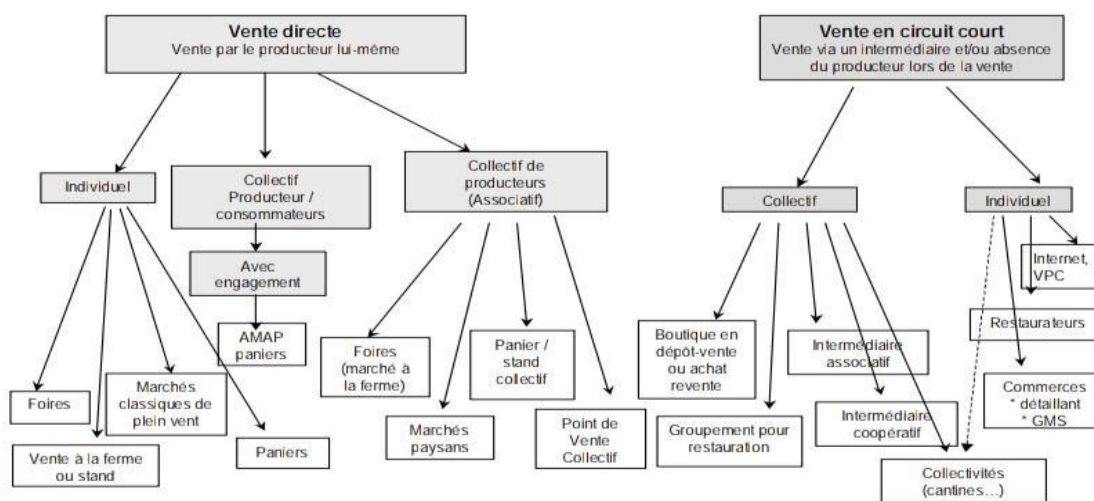 Vente directe
Vente par le producteur lui-même
Vente en circuit court
Vente via un intermédiaire et/ou absence
du producteur lors de la vente
Individuel
Collectif
Producteur /
consommateurs
Collectif de
producteurs
(Associatif)
Collectif
Individuel
Avec
engagement
AMAP
paniers
Internet,
VPC
Restaurateurs
Foires
Marchés
classiques de
plein vent
Vente à la ferme
ou stand
Paniers
Foires
(marché à
la ferme)
Panier /
stand
collectif
Marchés
paysans
Point de
Vente
Collectif
Boutique en
dépôt-vente
ou achat
revente
Intermédiaire
associatif
Groupement pour
restauration
Intermédiaire
coopératif
Commerces
* détaillant
* GMS
Collectivités
(cantines...)